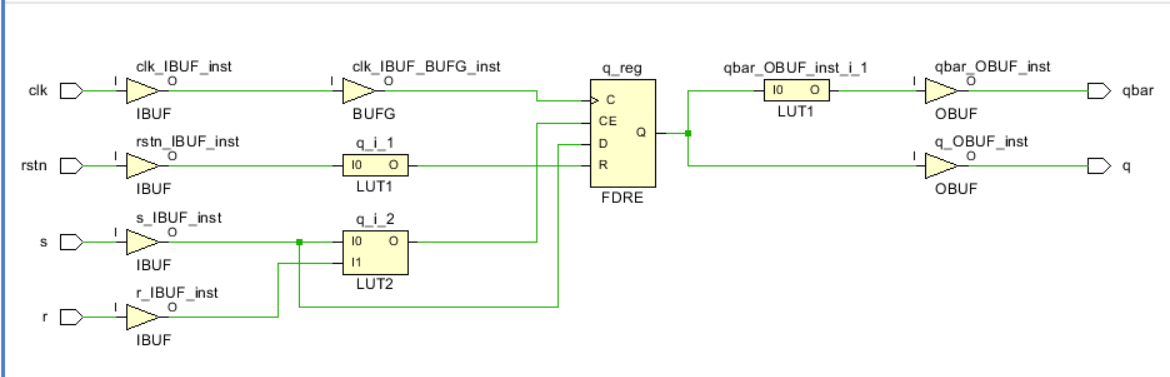 clk_IBUF_inst
clk_IBUF_BUFG_inst
q_reg
qbar_OBUF_inst_i_1
qbar_OBUF_inst
clk
I
O
IBUF
I
O
BUFG
C
CE
D
R
Q
FDRE
I0
O
LUT1
I
O
OBUF
qbar
rstn_IBUF_inst
q_i_1
q_OBUF_inst
rstn
I
O
IBUF
I0
O
LUT1
I
O
OBUF
q
s_IBUF_inst
q_i_2
s
I
O
IBUF
I0
O
I1
LUT2
r_IBUF_inst
r
I
O
IBUF